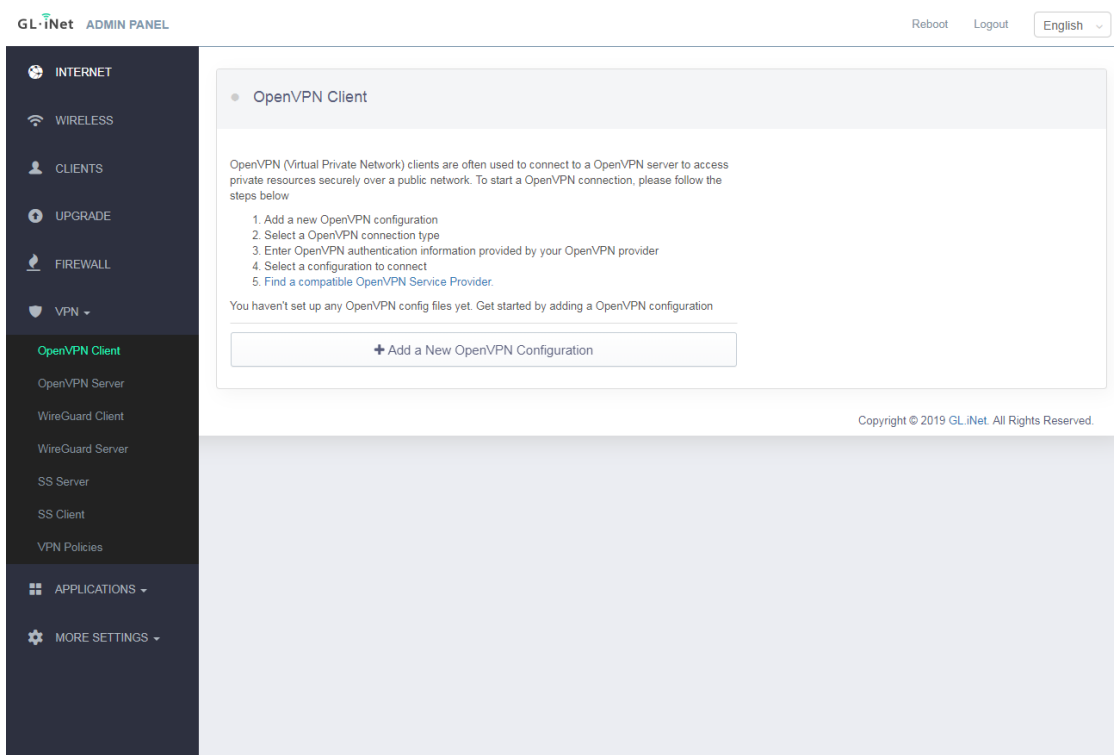 GL·iNet ADMIN PANEL
Reboot Logout English
INTERNET
WIRELESS
CLIENTS
UPGRADE
FIREWALL
VPN
OpenVPN Client
OpenVPN Server
WireGuard Client
WireGuard Server
SS Server
SS Client
VPN Policies
APPLICATIONS
MORE SETTINGS
OpenVPN Client
OpenVPN (Virtual Private Network) clients are often used to connect to a OpenVPN server to access
private resources securely over a public network. To start a OpenVPN connection, please follow the
steps below
1. Add a new OpenVPN configuration
2. Select a OpenVPN connection type
3. Enter OpenVPN authentication information provided by your OpenVPN provider
4. Select a configuration to connect
5. Find a compatible OpenVPN Service Provider.
You haven't set up any OpenVPN config files yet. Get started by adding a OpenVPN configuration
+ Add a New OpenVPN Configuration
Copyright © 2019 GL.iNet. All Rights Reserved.